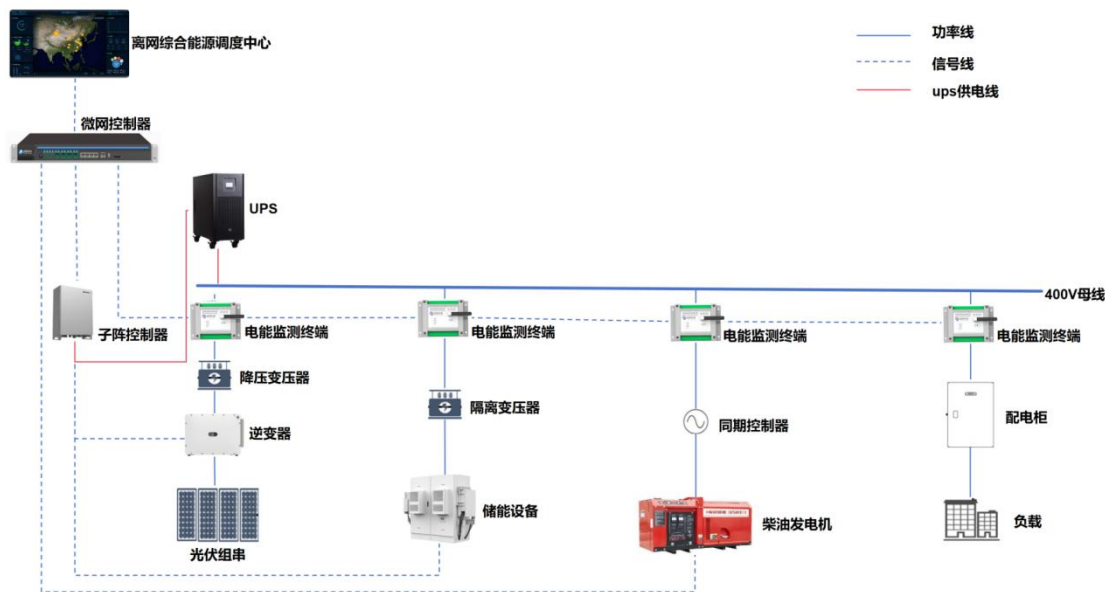 离网综合能源调度中心
功率线
信号线
ups供电线
微网控制器
UPS
400V母线
子阵控制器
电能监测终端
电能监测终端
电能监测终端
电能监测终端
降压变压器
隔离变压器
逆变器
同期控制器
配电柜
储能设备
柴油发电机
负载
光伏组串